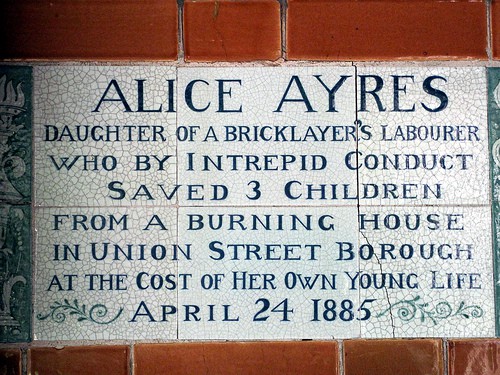 ALICE AYRES
DAUGHTER OF A BRICKLAYER'S LABOURER
WHO BY INTREPID CONDUCT
SAVED 3 CHILDREN
FROM A BURNING HOUSE
IN UNION STREET BOROUGH
AT THE COST OF HER OWN YOUNG LIFE
APRIL 24 1885